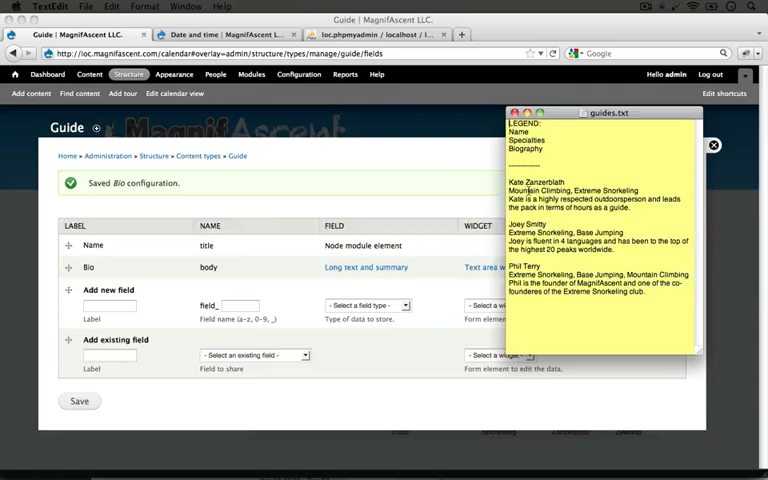 TextEdit File Edit Format Window Help
Guide | MagnifAscent LLC.
Guide | MagnifAscent LLC. Date and time | MagnifAscent LL... loc.phpmyadmin / localhost / l...
http://loc.magnifascent.com/calendar#overlay=admin/structure/types/manage/guide/fields Google
Dashboard Content Structure Appearance People Modules Configuration Reports Help Hello admin Log out
Add content Find content Add tour Edit calendar view Edit shortcuts
Guide
Home » Administration » Structure » Content types » Guide
Saved Bio configuration.
LABEL NAME FIELD WIDGET
Name title Node module element
Bio body Long text and summary Text area w
Add new field
field_ - Select a field type - - Select a wi
Label Field name (a-z, 0-9, _) Type of data to store. Form elem
Add existing field
- Select an existing field - - Select a widget -
Label Field to share Form element to edit the data.
Save
guides.txt
LEGEND:
Name
Specialties
Biography
-------------
Kate Zanzerblath
Mountain Climbing, Extreme Snorkeling
Kate is a highly respected outdoorsperson and leads
the pack in terms of hours as a guide.
Joey Smitty
Extreme Snorkeling, Base Jumping
Joey is fluent in 4 languages and has been to the top of
the highest 20 peaks worldwide.
Phil Terry
Extreme Snorkeling, Base Jumping, Mountain Climbing
Phil is the founder of MagnifAscent and one of the co-
founderes of the Extreme Snorkeling club.